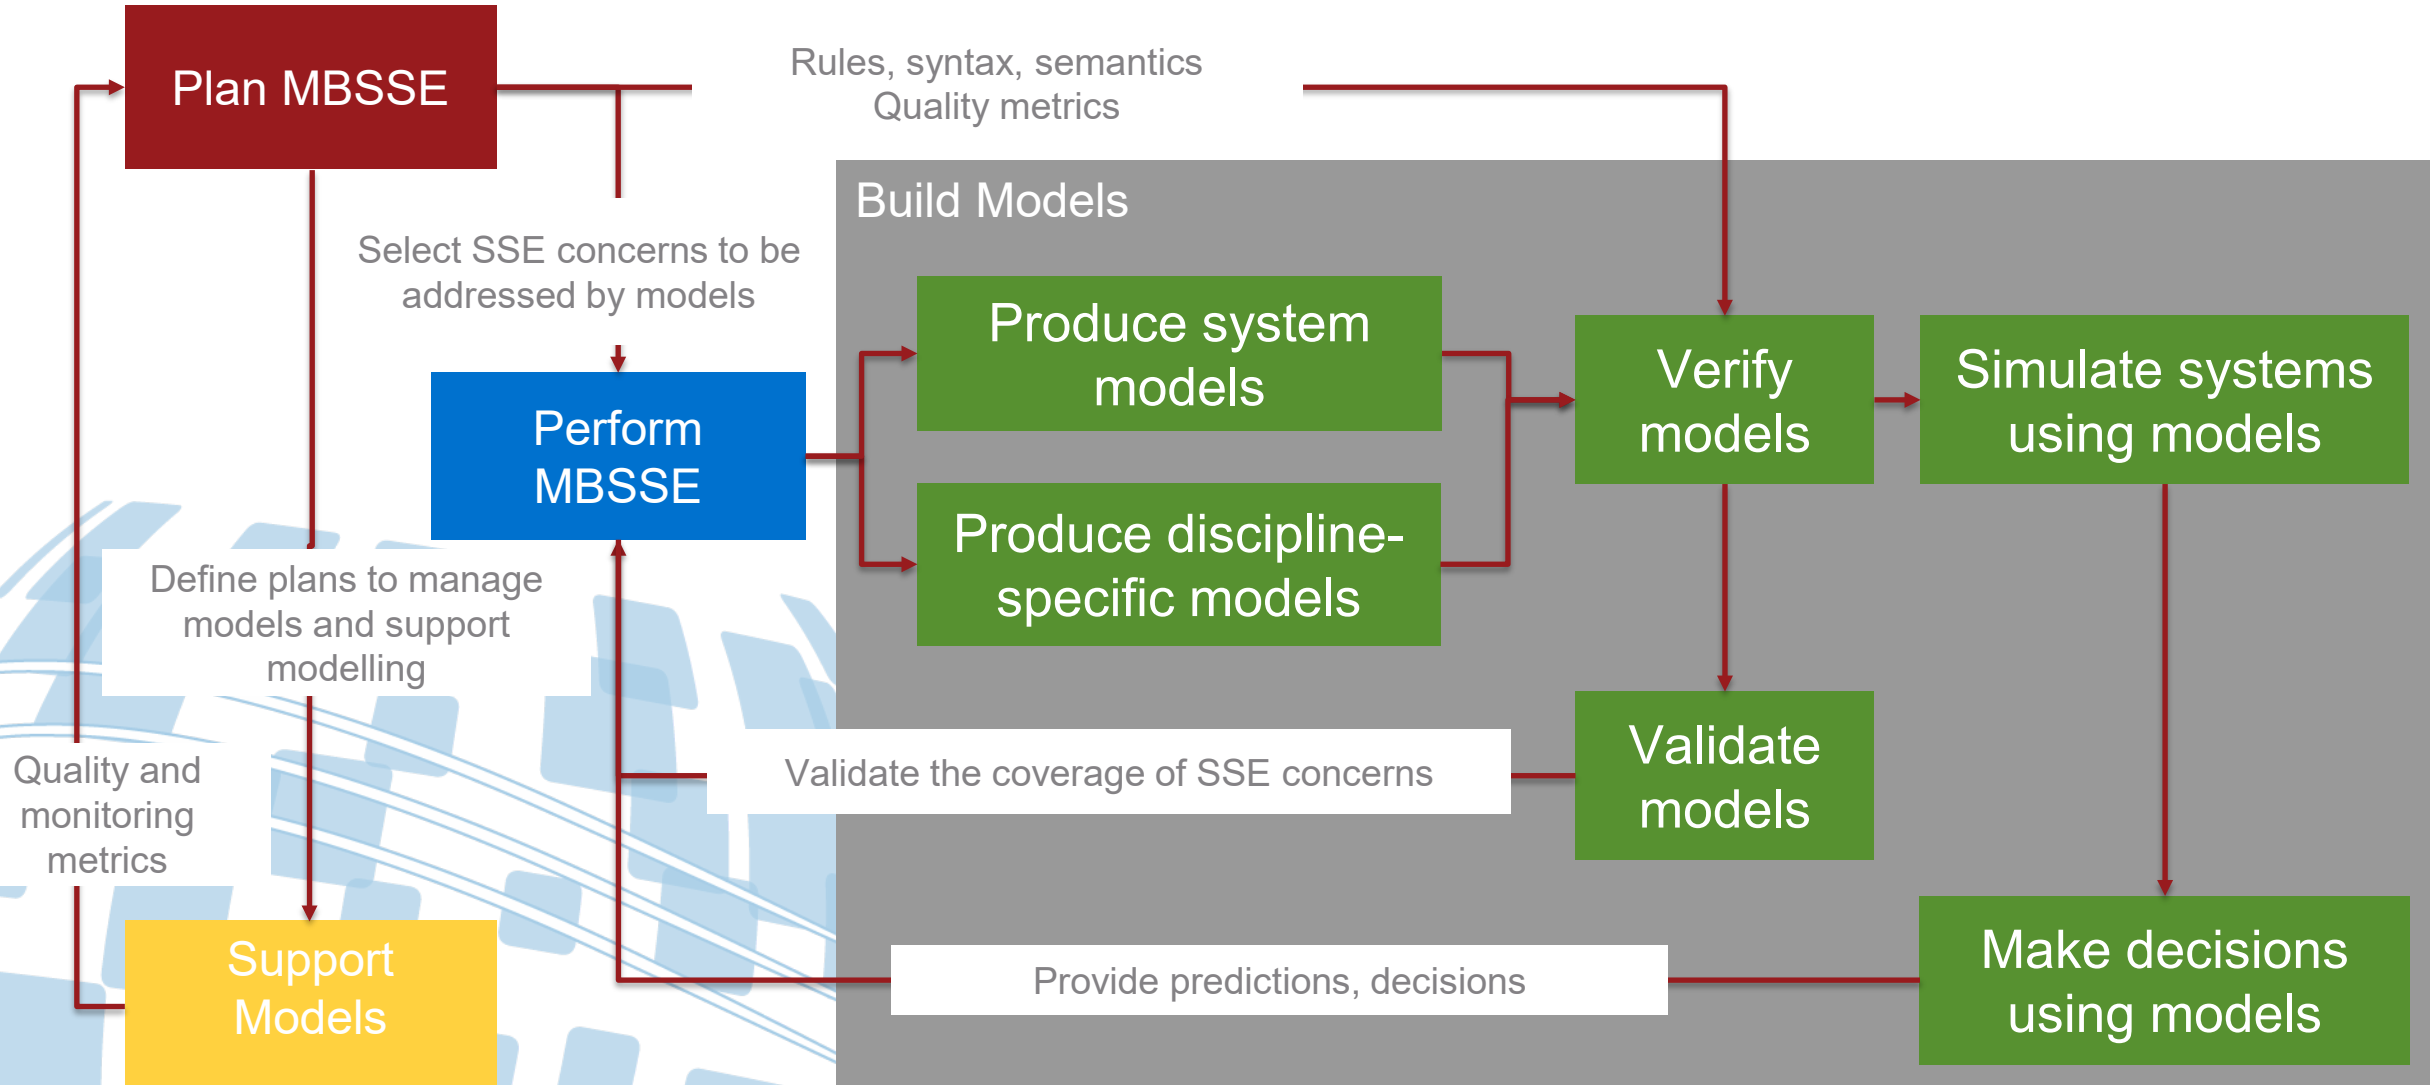 Plan MBSSE
Rules, syntax, semantics
Quality metrics
Build Models
Select SSE concerns to be
addressed by models
Produce system
models
Verify
models
Simulate systems
using models
Perform
MBSSE
Produce discipline-
specific models
Define plans to manage
models and support
modelling
Validate
models
Quality and
monitoring
metrics
Validate the coverage of SSE concerns
Support
Models
Provide predictions, decisions
Make decisions
using models